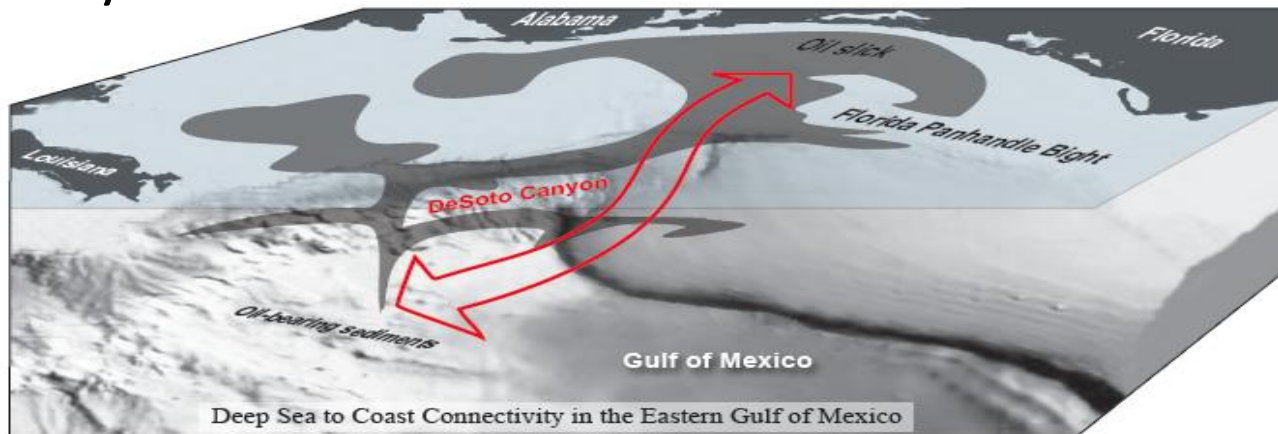 Alabama
Florida
Oil slick
Florida Panhandle Bight
Louisiana
DeSoto Canyon
Oil-bearing sediments
Gulf of Mexico
Deep Sea to Coast Connectivity in the Eastern Gulf of Mexico